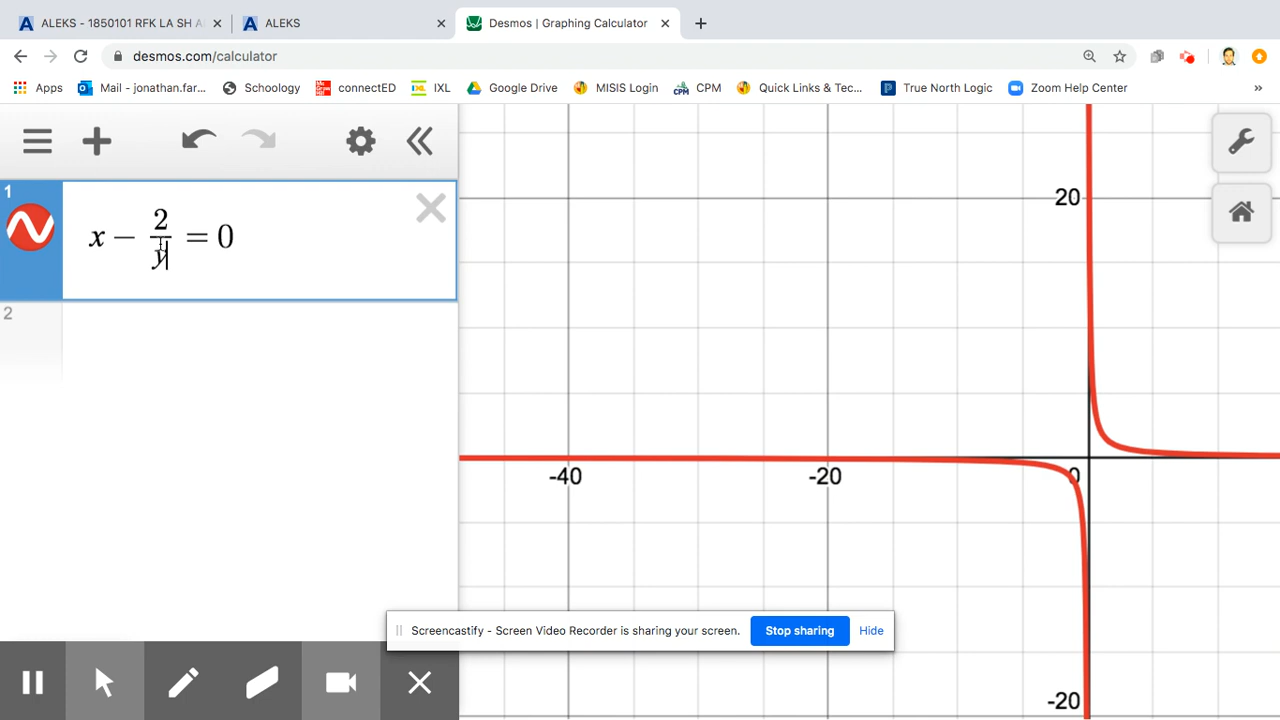 ALEKS - 1850101 RFK LA SH A
ALEKS
Desmos | Graphing Calculator
desmos.com/calculator
Apps
Mail - jonathan.far...
Schoology
connectED
IXL
Google Drive
MISIS Login
CPM
CPM
Quick Links & Tec...
True North Logic
Zoom Help Center
»
1
x − 2/y = 0
2
20
-40
-20
0
-20
Screencastify - Screen Video Recorder is sharing your screen.
Stop sharing
Hide